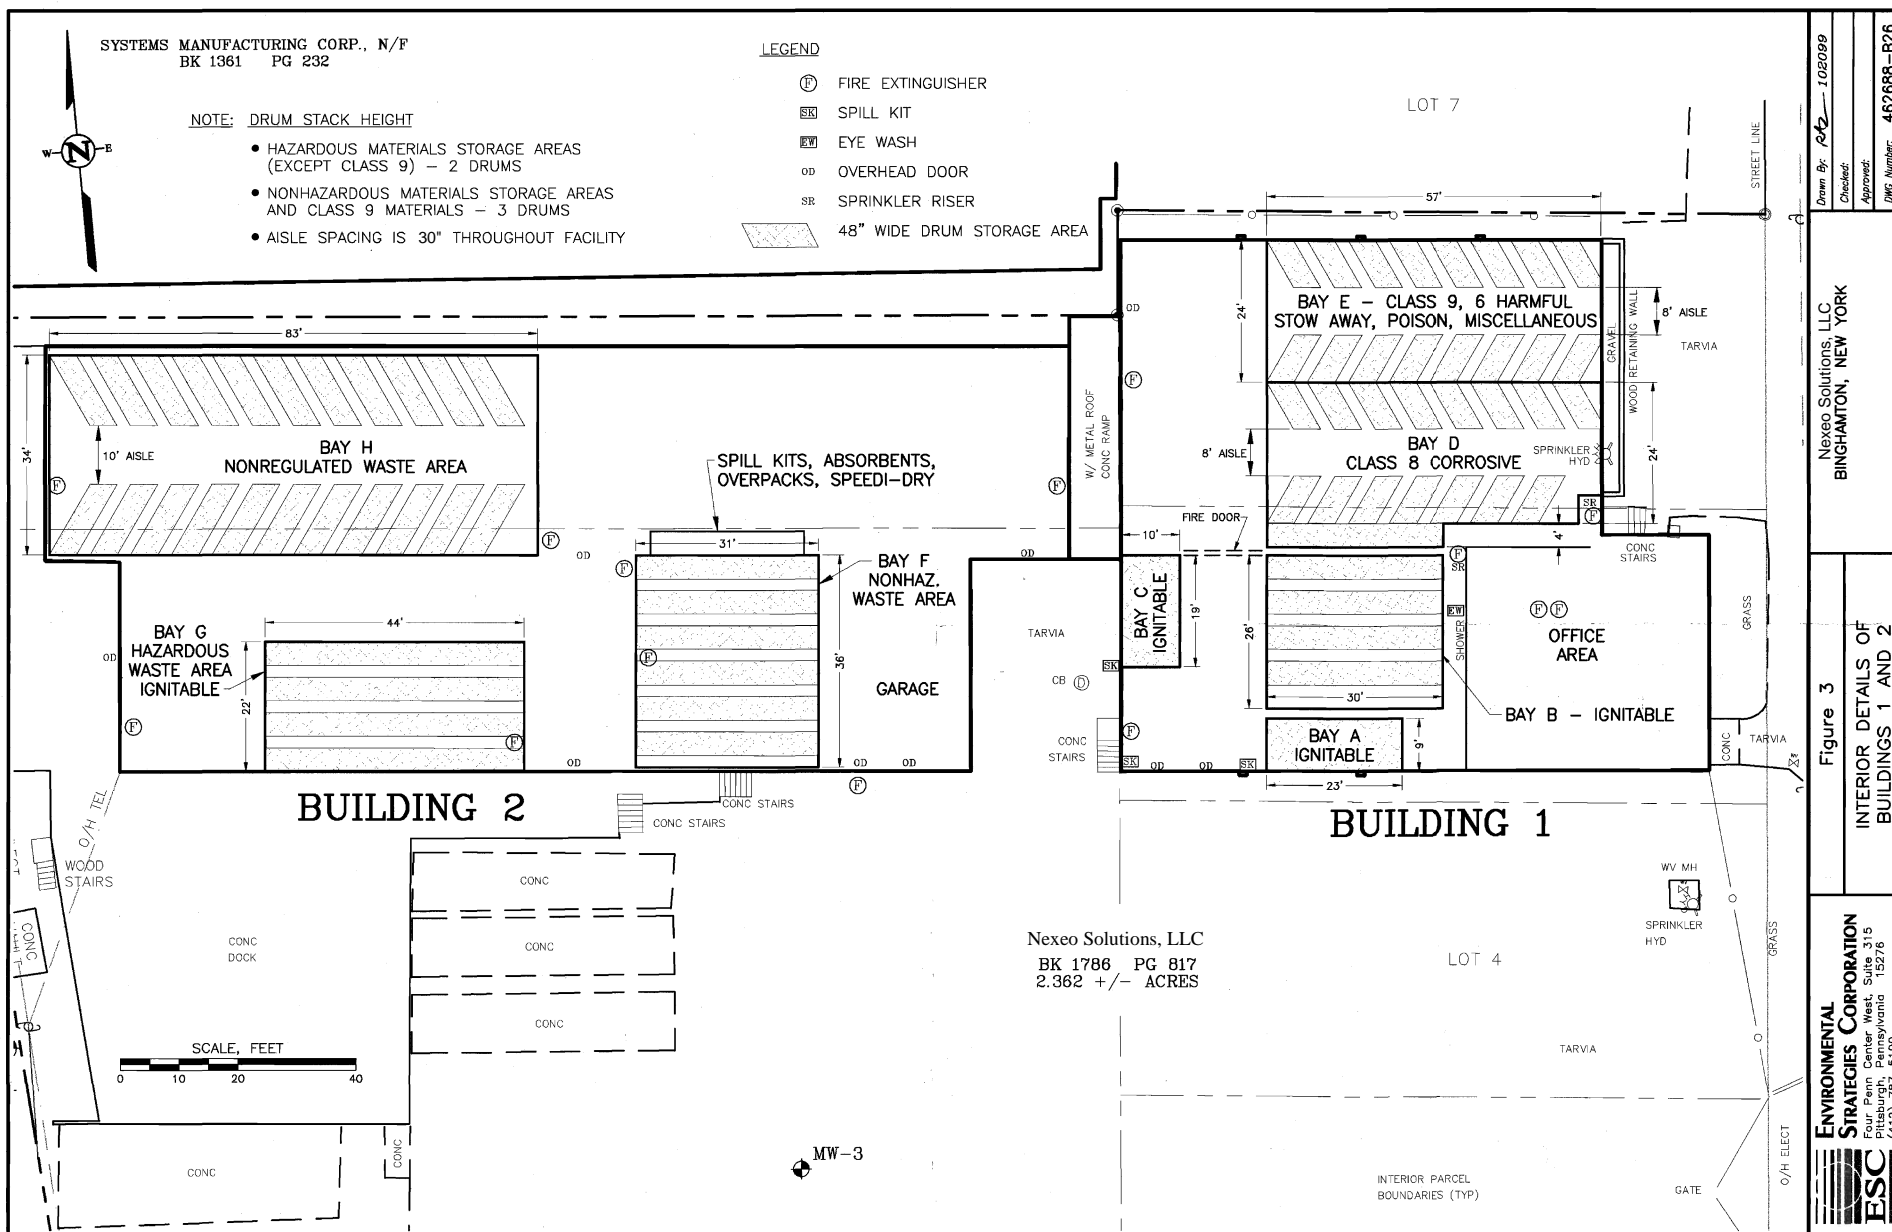 SYSTEMS MANUFACTURING CORP., N/F
BK 1361 PG 232
N
W
E
NOTE: DRUM STACK HEIGHT
• HAZARDOUS MATERIALS STORAGE AREAS
(EXCEPT CLASS 9) – 2 DRUMS
• NONHAZARDOUS MATERIALS STORAGE AREAS
AND CLASS 9 MATERIALS – 3 DRUMS
• AISLE SPACING IS 30" THROUGHOUT FACILITY
LEGEND
F FIRE EXTINGUISHER
SK SPILL KIT
EW EYE WASH
OD OVERHEAD DOOR
SR SPRINKLER RISER
48" WIDE DRUM STORAGE AREA
LOT 7
STREET LINE
57'
24'
BAY E – CLASS 9, 6 HARMFUL
STOW AWAY, POISON, MISCELLANEOUS
8' AISLE
TARVIA
GRAVEL
WOOD RETAINING WALL
OD
F
W/ METAL ROOF
CONC RAMP
BAY D
CLASS 8 CORROSIVE
8' AISLE
SPRINKLER
HYD
24'
SR
F
FIRE DOOR
4'
CONC
STAIRS
83'
34'
10' AISLE
BAY H
NONREGULATED WASTE AREA
F
F
OD
SPILL KITS, ABSORBENTS,
OVERPACKS, SPEEDI–DRY
F
OD
31'
F
BAY F
NONHAZ.
WASTE AREA
36'
F
GARAGE
44'
BAY G
HAZARDOUS
WASTE AREA
IGNITABLE
22'
OD
F
F
OD
OD
OD
F
10'
BAY C
IGNITABLE
19'
26'
F
SR
EW
SHOWER
F F
OFFICE
AREA
GRASS
TARVIA
CB D
SK
30'
BAY B – IGNITABLE
BAY A
IGNITABLE
9'
23'
F
SK
OD
OD
SK
CONC
STAIRS
CONC
TARVIA
BUILDING 2
CONC STAIRS
CONC STAIRS
BUILDING 1
O/H TEL
WOOD
STAIRS
CONC
CONC
DOCK
CONC
CONC
CONC
WV MH
SPRINKLER
HYD
GRASS
Nexeo Solutions, LLC
BK 1786 PG 817
2.362 +/– ACRES
LOT 4
SCALE, FEET
0 10 20 40
TARVIA
CONC
CONC
MW–3
INTERIOR PARCEL
BOUNDARIES (TYP)
GATE
O/H ELECT
Drawn By: 102099
Checked:
Approved:
DWG Number: 46268B–B26
Nexeo Solutions, LLC
BINGHAMTON, NEW YORK
Figure 3
INTERIOR DETAILS OF
BUILDINGS 1 AND 2
ENVIRONMENTAL
STRATEGIES CORPORATION
Four Penn Center West, Suite 315
Pittsburgh, Pennsylvania 15276
ESC